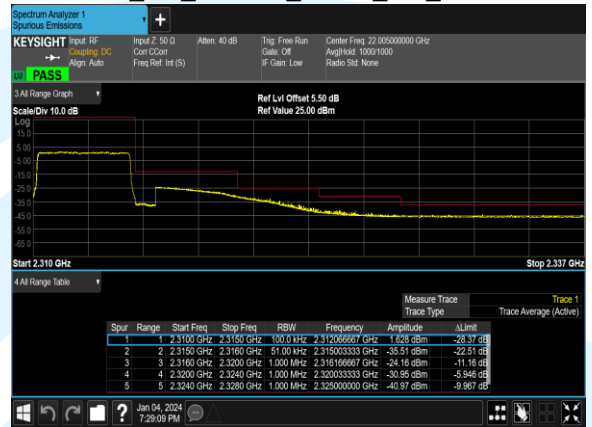 Spectrum Analyzer 1
Spurious Emissions
KEYSIGHT Input: RF Input Z: 50 Ω Atten: 40 dB Trig: Free Run Center Freq: 22.005000000 GHz
Coupling: DC Corr CCorr Gate: Off Avg|Hold: 1000/1000
Align: Auto Freq Ref: Int (S) IF Gain: Low Radio Std: None
PASS
3 All Range Graph
Ref Lvl Offset 5.50 dB
Scale/Div 10.0 dB Ref Value 25.00 dBm
Log
15.0
5.00
-5.00
-15.0
-25.0
-35.0
-45.0
-55.0
-65.0
Start 2.310 GHz Stop 2.337 GHz
4 All Range Table
Measure Trace Trace 1
Trace Type Trace Average (Active)
Spur Range Start Freq Stop Freq RBW Frequency Amplitude ΔLimit
1 1 2.3100 GHz 2.3150 GHz 100.0 kHz 2.312066667 GHz 1.628 dBm -28.37 dB
2 2 2.3150 GHz 2.3160 GHz 51.00 kHz 2.315003333 GHz -35.51 dBm -22.51 dB
3 3 2.3160 GHz 2.3200 GHz 1.000 MHz 2.316166667 GHz -24.16 dBm -11.16 dB
4 4 2.3200 GHz 2.3240 GHz 1.000 MHz 2.320033333 GHz -30.95 dBm -5.946 dB
5 5 2.3240 GHz 2.3280 GHz 1.000 MHz 2.325000000 GHz -40.97 dBm -9.967 dB
Jan 04, 2024
7:29:09 PM